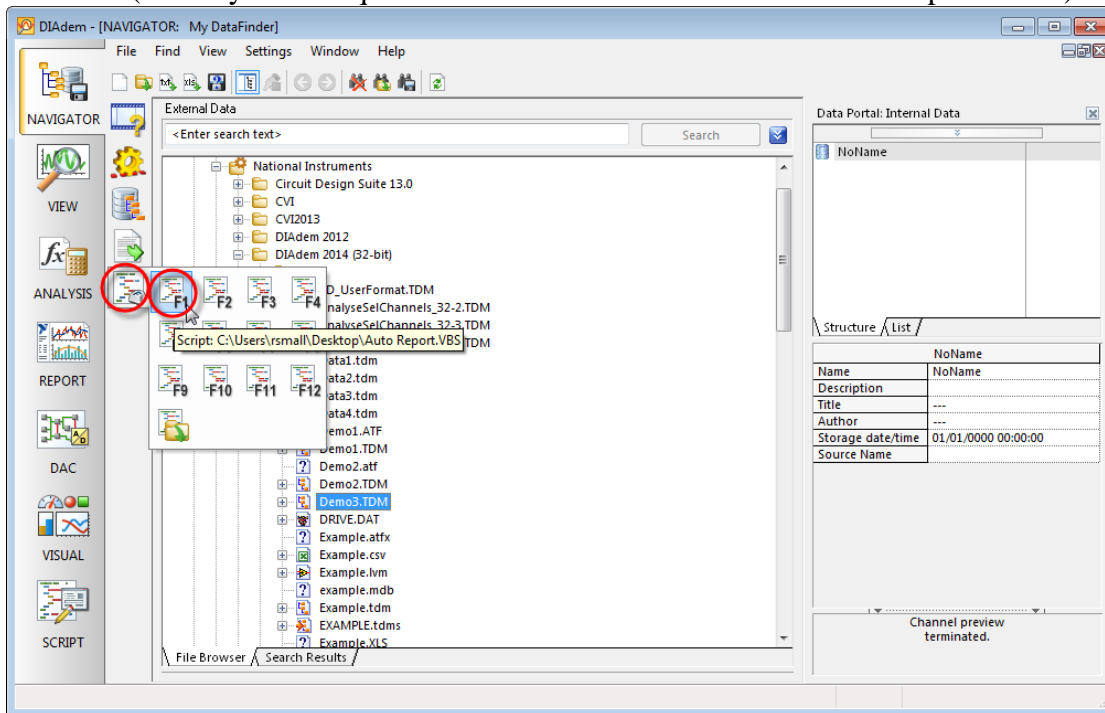 DIAdem - [NAVIGATOR: My DataFinder]
File Find View Settings Window Help
NAVIGATOR
VIEW
ANALYSIS
REPORT
DAC
VISUAL
SCRIPT
External Data
<Enter search text>
Search
National Instruments
Circuit Design Suite 13.0
CVI
CVI2013
DIAdem 2012
DIAdem 2014 (32-bit)
D_UserFormat.TDM
nalyseSelChannels_32-2.TDM
nalyseSelChannels_32-3.TDM
TDM
F1 F2 F3 F4
Script: C:\Users\rsmall\Desktop\Auto Report.VBS
F9 F10 F11 F12
ata1.tdm
ata2.tdm
ata3.tdm
ata4.tdm
emo1.ATF
Demo1.TDM
Demo2.atf
Demo2.TDM
Demo3.TDM
DRIVE.DAT
Example.atfx
Example.csv
Example.lvm
example.mdb
Example.tdm
EXAMPLE.tdms
Example.XLS
File Browser Search Results
Data Portal: Internal Data
NoName
Structure List
NoName
Name NoName
Description
Title ---
Author ---
Storage date/time 01/01/0000 00:00:00
Source Name
Channel preview
terminated.